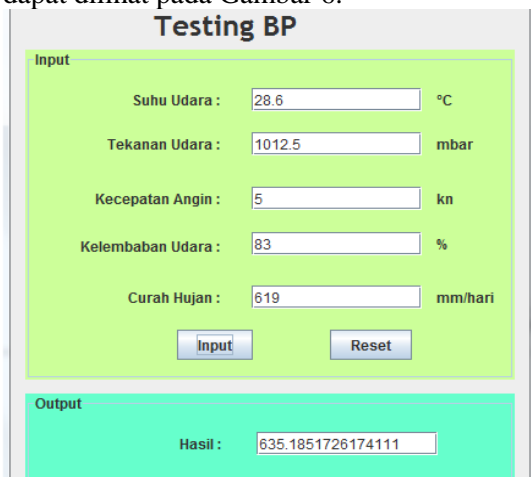 dapat dilihat pada Gambar 6.
Testing BP
Input
Suhu Udara : 28.6 °C
Tekanan Udara : 1012.5 mbar
Kecepatan Angin : 5 kn
Kelembaban Udara : 83 %
Curah Hujan : 619 mm/hari
Input Reset
Output
Hasil : 635.1851726174111